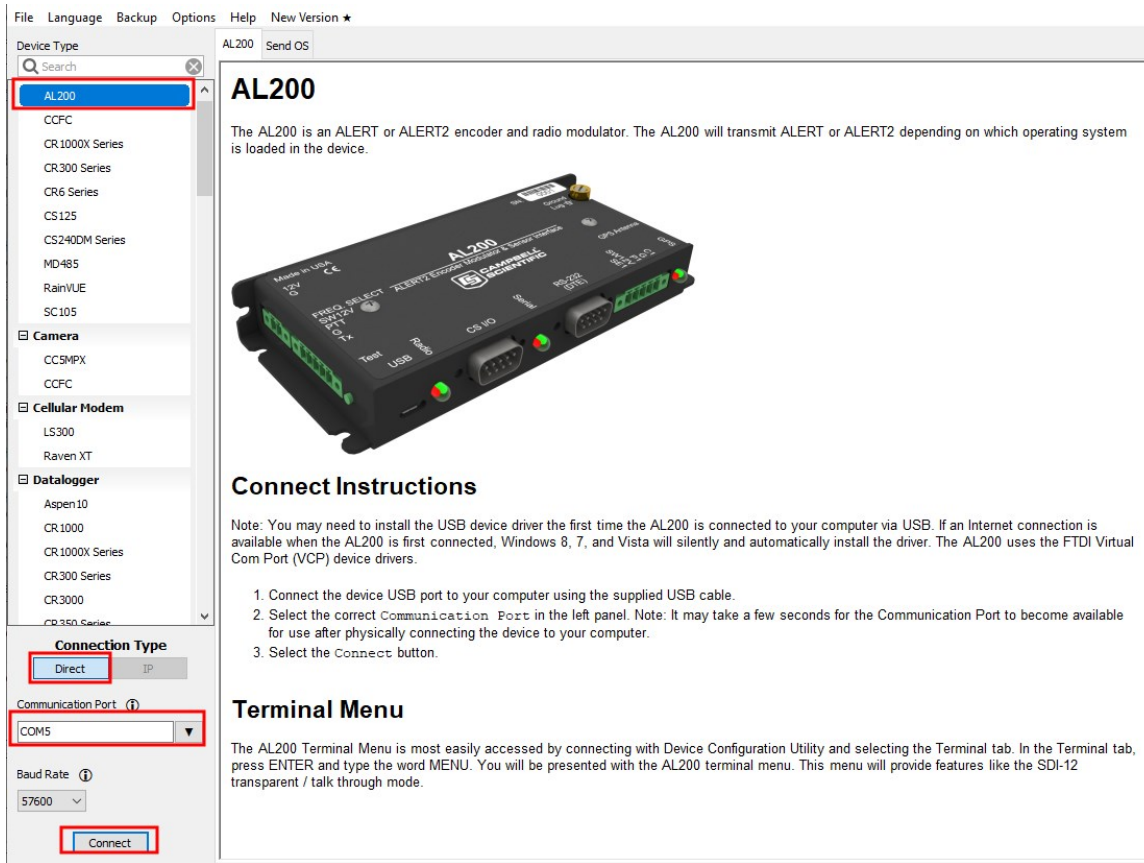 File Language Backup Options Help New Version ★
Device Type
Search
AL200
CCFC
CR1000X Series
CR300 Series
CR6 Series
CS125
CS240DM Series
MD485
RainVUE
SC105
Camera
CC5MPX
CCFC
Cellular Modem
LS300
Raven XT
Datalogger
Aspen10
CR1000
CR1000X Series
CR300 Series
CR3000
CR350 Series
Connection Type
Direct IP
Communication Port
COM5
Baud Rate
57600
Connect
AL200 Send OS
AL200
The AL200 is an ALERT or ALERT2 encoder and radio modulator. The AL200 will transmit ALERT or ALERT2 depending on which operating system
is loaded in the device.
Made in USA
CE
12V
G
FREQ. SELECT
SW12V
PTT
G
Tx
Test
USB
Radio
AL200
ALERT2 Encoder Modulator & Sensor Interface
CAMPBELL
SCIENTIFIC
CS I/O
Sensor
RS-232
(DTE)
SN:
Ground
Lug
GPS Antenna
GPS
Connect Instructions
Note: You may need to install the USB device driver the first time the AL200 is connected to your computer via USB. If an Internet connection is
available when the AL200 is first connected, Windows 8, 7, and Vista will silently and automatically install the driver. The AL200 uses the FTDI Virtual
Com Port (VCP) device drivers.
1. Connect the device USB port to your computer using the supplied USB cable.
2. Select the correct Communication Port in the left panel. Note: It may take a few seconds for the Communication Port to become available
for use after physically connecting the device to your computer.
3. Select the Connect button.
Terminal Menu
The AL200 Terminal Menu is most easily accessed by connecting with Device Configuration Utility and selecting the Terminal tab. In the Terminal tab,
press ENTER and type the word MENU. You will be presented with the AL200 terminal menu. This menu will provide features like the SDI-12
transparent / talk through mode.